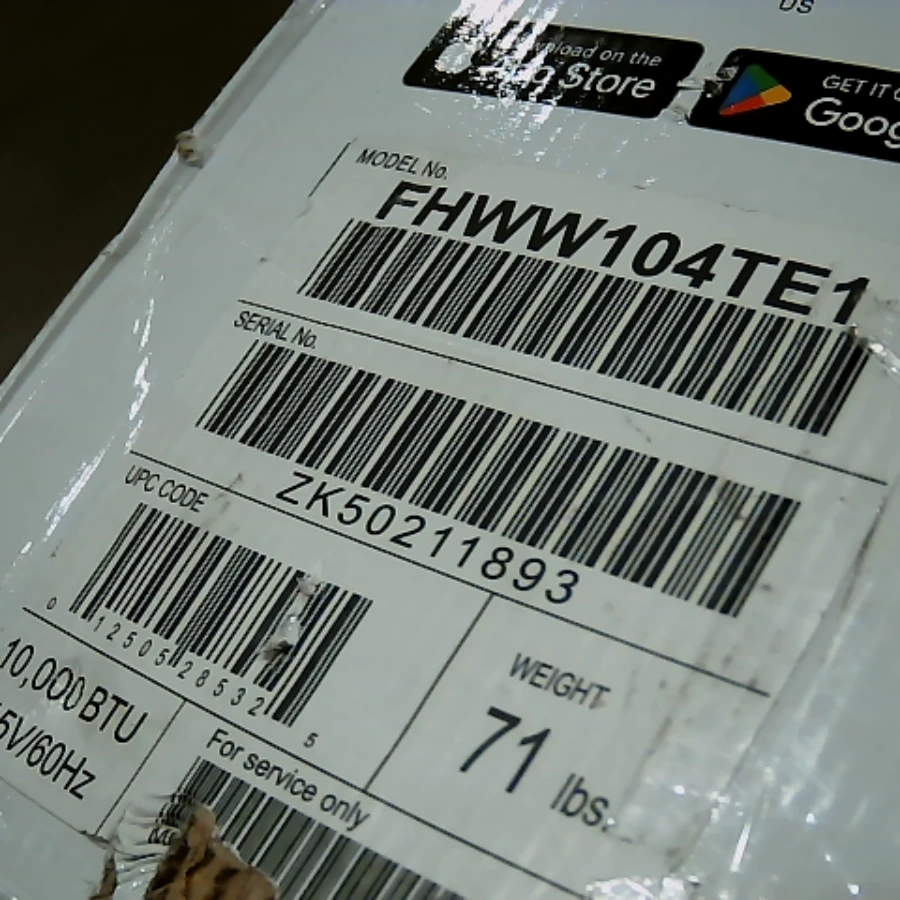 US
Download on the
App Store
GET IT
Goog
MODEL No.
FHWW104TE1
SERIAL No.
ZK50211893
UPC CODE
0 12505 28532 5
10,000 BTU
5V/60Hz
WEIGHT
71 lbs.
For service only